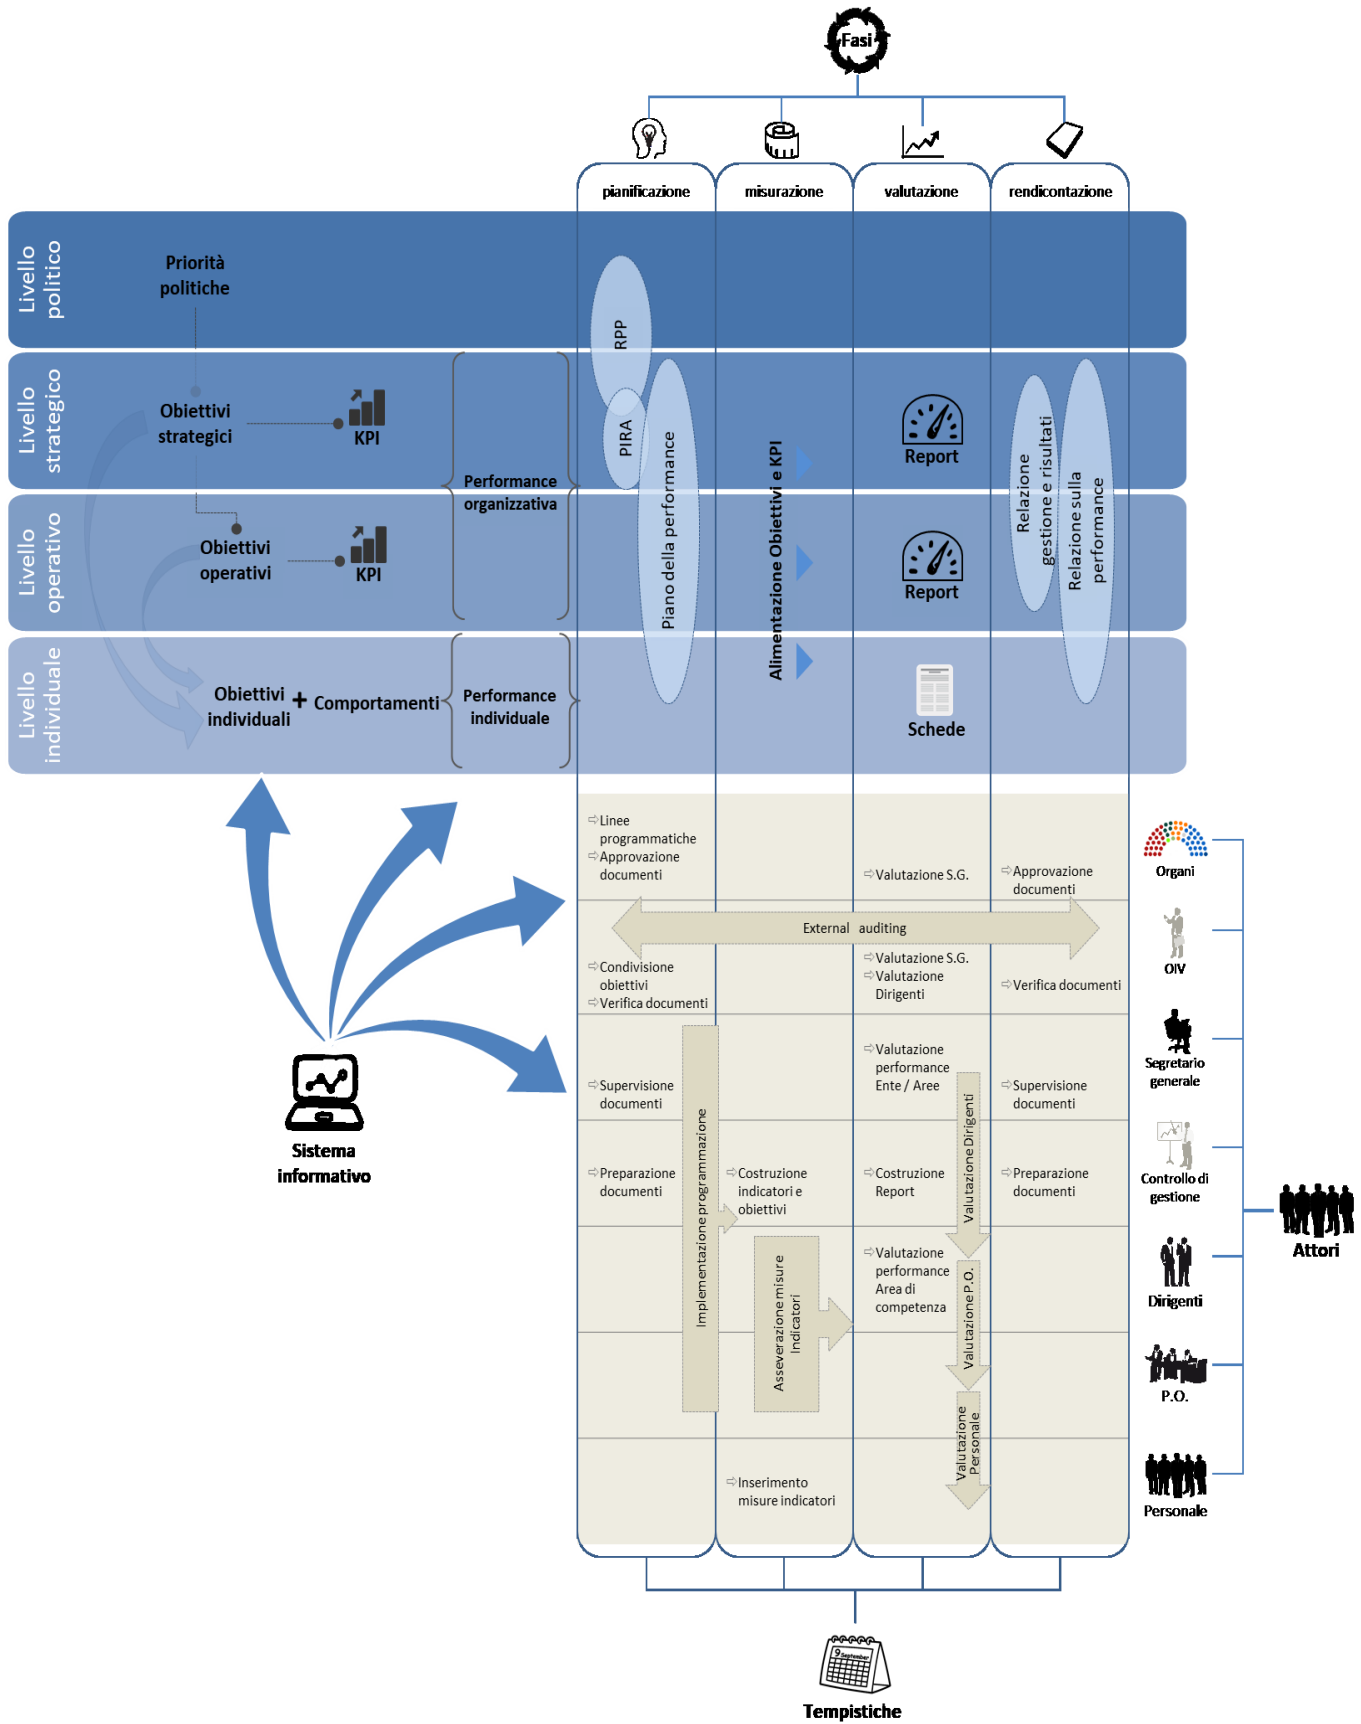 Fasi
pianificazione
misurazione
valutazione
rendicontazione
Livello
politico
Priorità
politiche
RPP
Livello
strategico
Obiettivi
strategici
KPI
PIRA
Report
Performance
organizzativa
Piano della performance
Alimentazione Obiettivi e KPI
Relazione
gestione e risultati
Relazione sulla
performance
Livello
operativo
Obiettivi
operativi
KPI
Report
Livello
individuale
Obiettivi
individuali
+
Comportamenti
Performance
individuale
Schede
⇨Linee
programmatiche
⇨Approvazione
documenti
⇨Valutazione S.G.
⇨Approvazione
documenti
Organi
External auditing
⇨Condivisione
obiettivi
⇨Verifica documenti
⇨Valutazione S.G.
⇨Valutazione
Dirigenti
⇨Verifica documenti
OIV
⇨Supervisione
documenti
⇨Valutazione
performance
Ente / Aree
⇨Supervisione
documenti
Segretario
generale
Implementazione programmazione
Valutazione Dirigenti
⇨Preparazione
documenti
⇨Costruzione
indicatori e
obiettivi
⇨Costruzione
Report
⇨Preparazione
documenti
Controllo di
gestione
Sistema
informativo
Attori
Asseverazione misure
Indicatori
⇨Valutazione
performance
Area di
competenza
Valutazione P.O.
Dirigenti
P.O.
Valutazione
Personale
⇨Inserimento
misure indicatori
Personale
9 September
Tempistiche